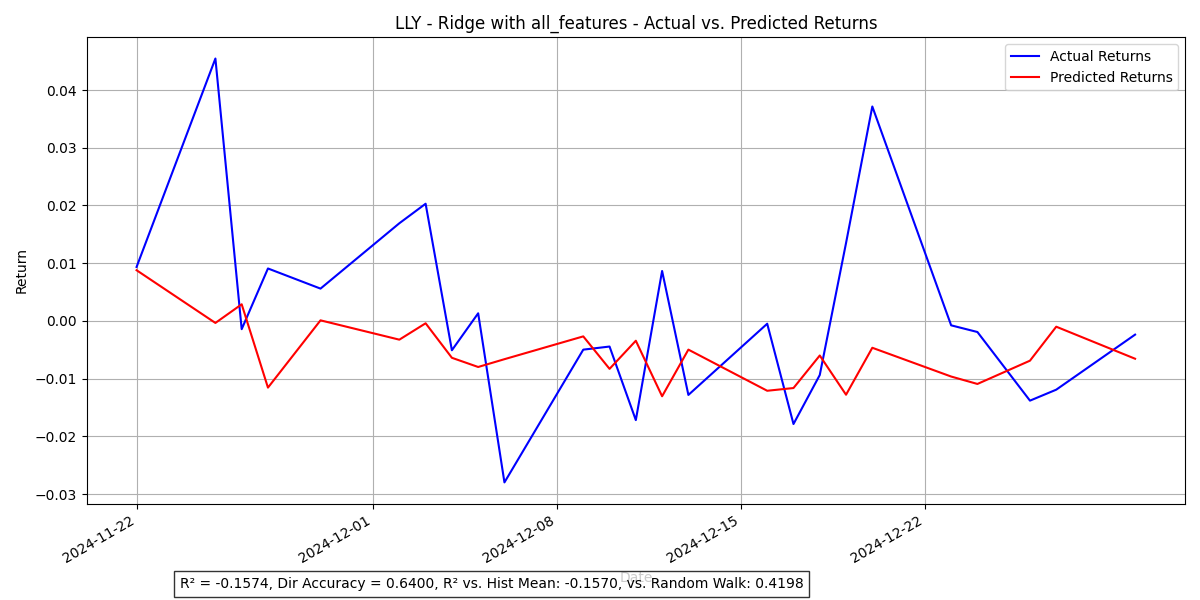 LLY - Ridge with all_features - Actual vs. Predicted Returns
Actual Returns
Predicted Returns
Return
0.04
0.03
0.02
0.01
0.00
−0.01
−0.02
−0.03
2024-11-22
2024-12-01
2024-12-08
2024-12-15
2024-12-22
Date
R² = -0.1574, Dir Accuracy = 0.6400, R² vs. Hist Mean: -0.1570, vs. Random Walk: 0.4198